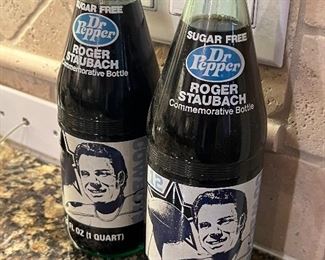 SUGAR FREE
Dr
Pepper
ROGER
STAUBACH
Commemorative Bottle
OZ (1 QUART)
SUGAR FREE
Dr
Pepper
ROGER
STAUBACH
Commemorative Bottle
12